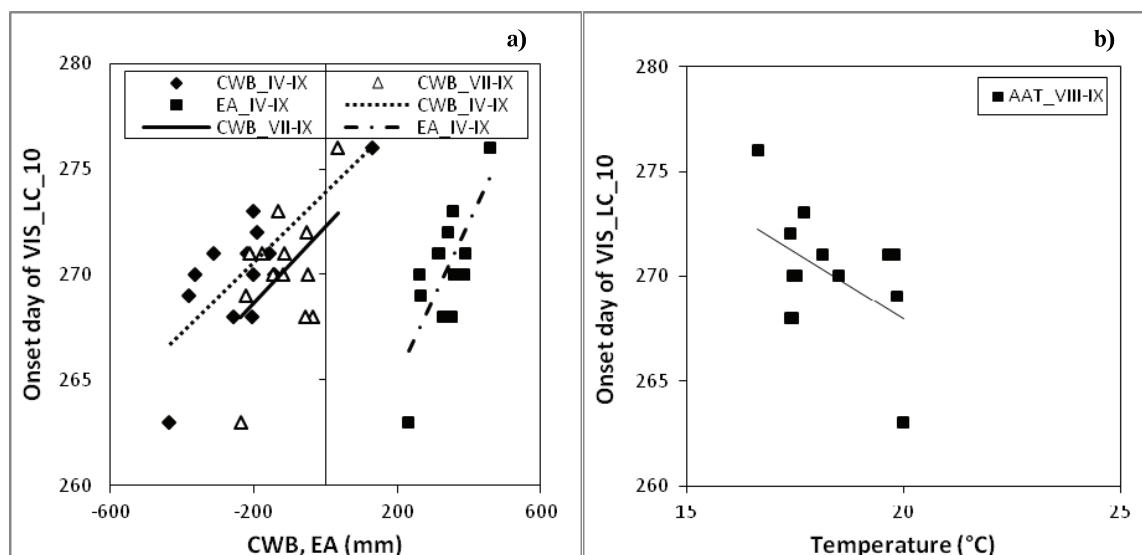 a)
280
CWB_IV-IX
CWB_VII-IX
EA_IV-IX
CWB_IV-IX
CWB_VII-IX
EA_IV-IX
275
270
265
260
Onset day of VIS_LC_10
-600
-200
200
600
CWB, EA (mm)
b)
280
AAT_VIII-IX
275
270
265
260
Onset day of VIS_LC_10
15
20
25
Temperature (°C)